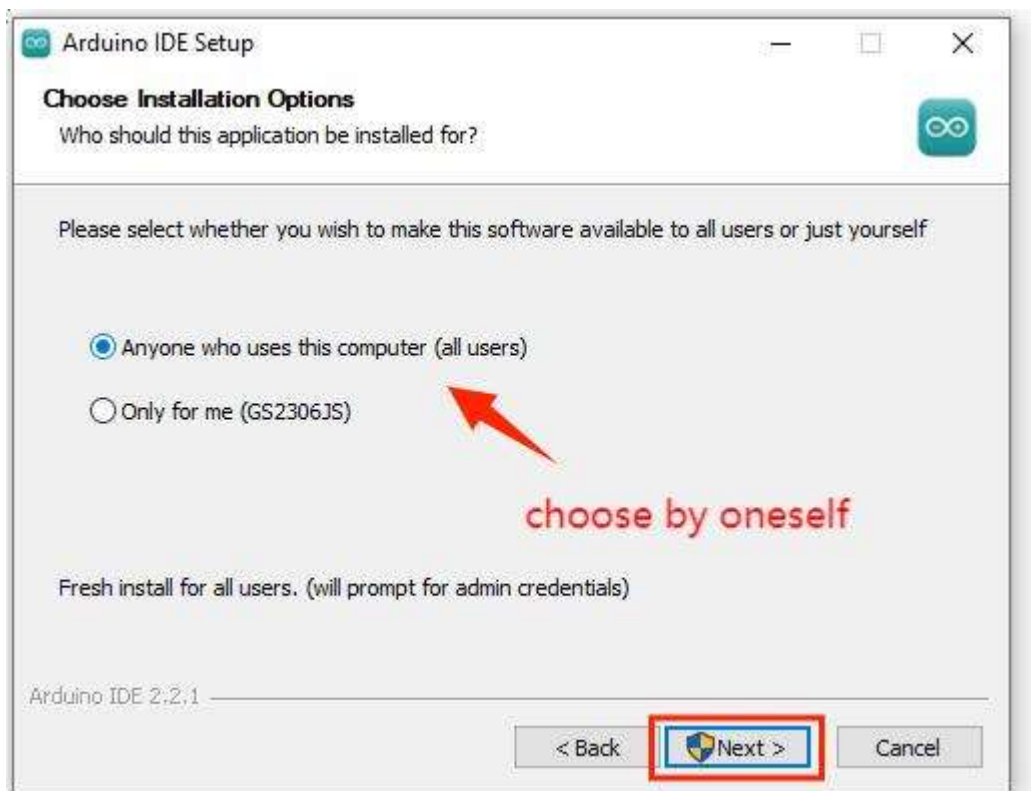 Arduino IDE Setup
Choose Installation Options
Who should this application be installed for?
Please select whether you wish to make this software available to all users or just yourself
Anyone who uses this computer (all users)
Only for me (GS2306JS)
choose by oneself
Fresh install for all users. (will prompt for admin credentials)
Arduino IDE 2.2.1
< Back Next > Cancel